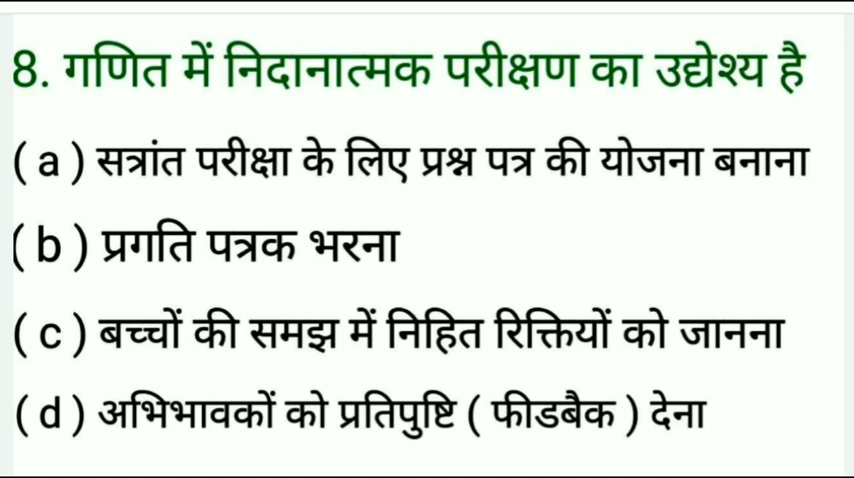 8. गणित में निदानात्मक परीक्षण का उद्येश्य है
( a ) सत्रांत परीक्षा के लिए प्रश्न पत्र की योजना बनाना
( b ) प्रगति पत्रक भरना
( c ) बच्चों की समझ में निहित रिक्तियों को जानना
( d ) अभिभावकों को प्रतिपुष्टि ( फीडबैक ) देना